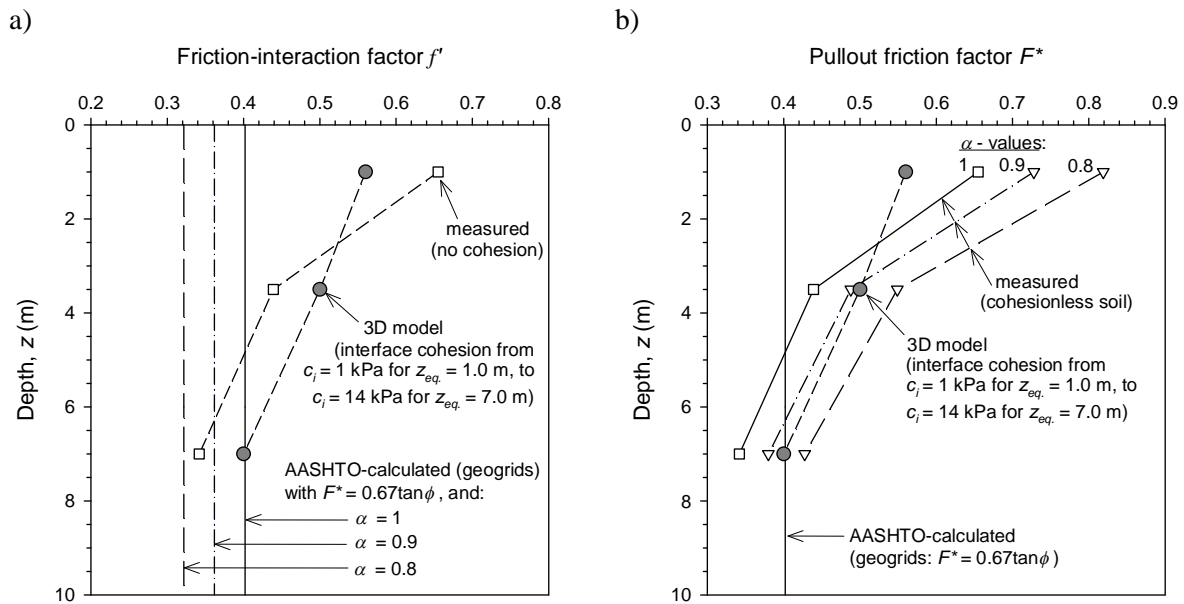 a)
Friction-interaction factor f'
0.2 0.3 0.4 0.5 0.6 0.7 0.8
0
2
4
6
8
10
Depth, z (m)
measured
(no cohesion)
3D model
(interface cohesion from
c_i = 1 kPa for z_eq. = 1.0 m, to
c_i = 14 kPa for z_eq. = 7.0 m)
AASHTO-calculated (geogrids)
with F* = 0.67tanϕ , and:
α = 1
α = 0.9
α = 0.8
b)
Pullout friction factor F*
0.3 0.4 0.5 0.6 0.7 0.8 0.9
0
2
4
6
8
10
Depth, z (m)
α - values:
1 0.9 0.8
measured
(cohesionless soil)
3D model
(interface cohesion from
c_i = 1 kPa for z_eq. = 1.0 m, to
c_i = 14 kPa for z_eq. = 7.0 m)
AASHTO-calculated
(geogrids: F* = 0.67tanϕ )